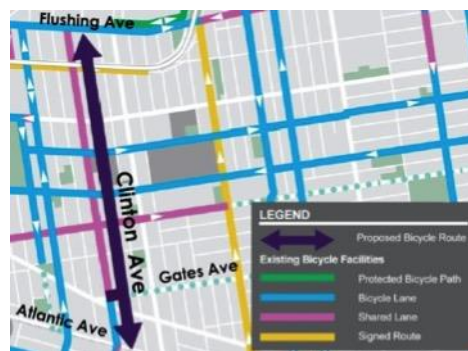 Flushing Ave
Clinton Ave
Gates Ave
Atlantic Ave
LEGEND
Proposed Bicycle Route
Existing Bicycle Facilities
Protected Bicycle Path
Bicycle Lane
Shared Lane
Signed Route